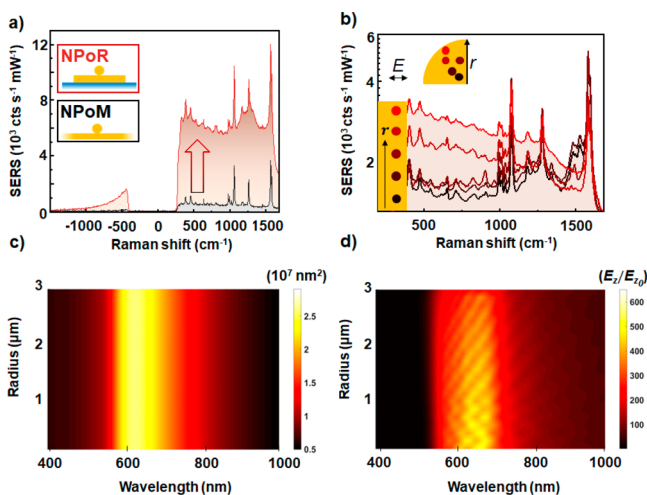 a)
SERS (10³ cts s⁻¹ mW⁻¹)
12
9
6
4
2
0
NPoR
NPoM
-1000
-500
0
500
1000
1500
Raman shift (cm⁻¹)
b)
SERS (10³ cts s⁻¹ mW⁻¹)
6
4
2
E
r
r
500
1000
1500
Raman shift (cm⁻¹)
c)
(10⁷ nm²)
Radius (μm)
3
2
1
400
600
800
1000
Wavelength (nm)
2.5
2
1.5
1
0.5
d)
(E_z/E_z0)
Radius (μm)
3
2
1
400
600
800
1000
Wavelength (nm)
600
500
400
300
200
100